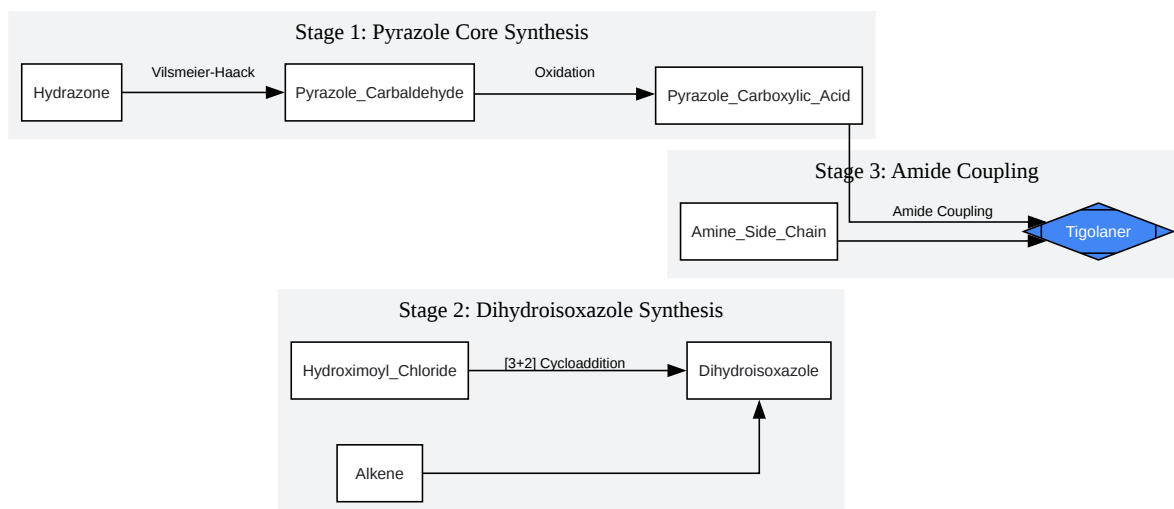 Stage 1: Pyrazole Core Synthesis
Vilsmeier-Haack
Oxidation
Hydrazone
Pyrazole_Carbaldehyde
Pyrazole_Carboxylic_Acid
Stage 3: Amide Coupling
Amide Coupling
Amine_Side_Chain
Tigolaner
Stage 2: Dihydroisoxazole Synthesis
[3+2] Cycloaddition
Hydroximoyl_Chloride
Dihydroisoxazole
Alkene